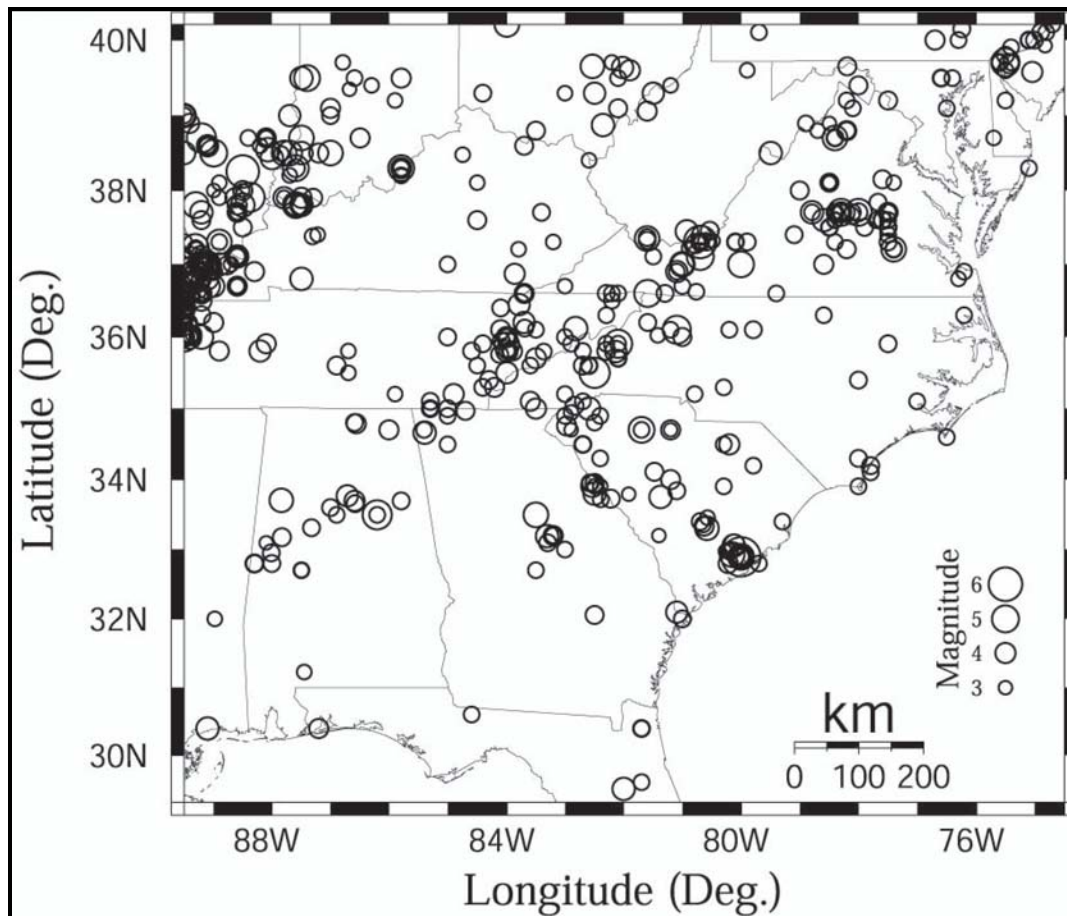 40N
38N
36N
34N
32N
30N
Latitude (Deg.)
88W 84W 80W 76W
Longitude (Deg.)
Magnitude
6
5
4
3
km
0 100 200